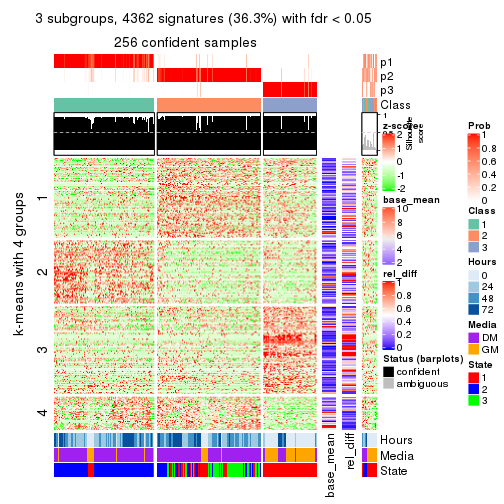 3 subgroups, 4362 signatures (36.3%) with fdr < 0.05
256 confident samples
p1
p2
p3
Class
1
Silhouette
score
z-score
2
1
0
-1
-2
base_mean
10
8
6
4
2
rel_diff
1
0.8
0.6
0.4
0.2
0
Status (barplots)
confident
ambiguous
Prob
1
0.8
0.6
0.4
0.2
0
Class
1
2
3
Hours
0
24
48
72
Media
DM
GM
State
1
2
3
k-means with 4 groups
1
2
3
4
Hours
Media
State
base_mean
rel_diff